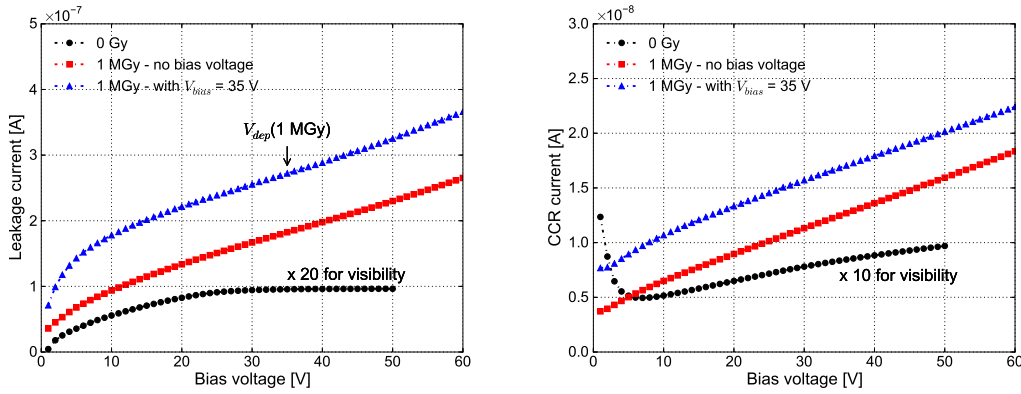 ×10⁻⁷
5
4
3
2
1
0
0 Gy
1 MGy - no bias voltage
1 MGy - with V_bias = 35 V
V_dep(1 MGy)
x 20 for visibility
Leakage current [A]
0 10 20 30 40 50 60
Bias voltage [V]
×10⁻⁸
3.0
2.5
2.0
1.5
1.0
0.5
0.0
0 Gy
1 MGy - no bias voltage
1 MGy - with V_bias = 35 V
x 10 for visibility
CCR current [A]
0 10 20 30 40 50 60
Bias voltage [V]